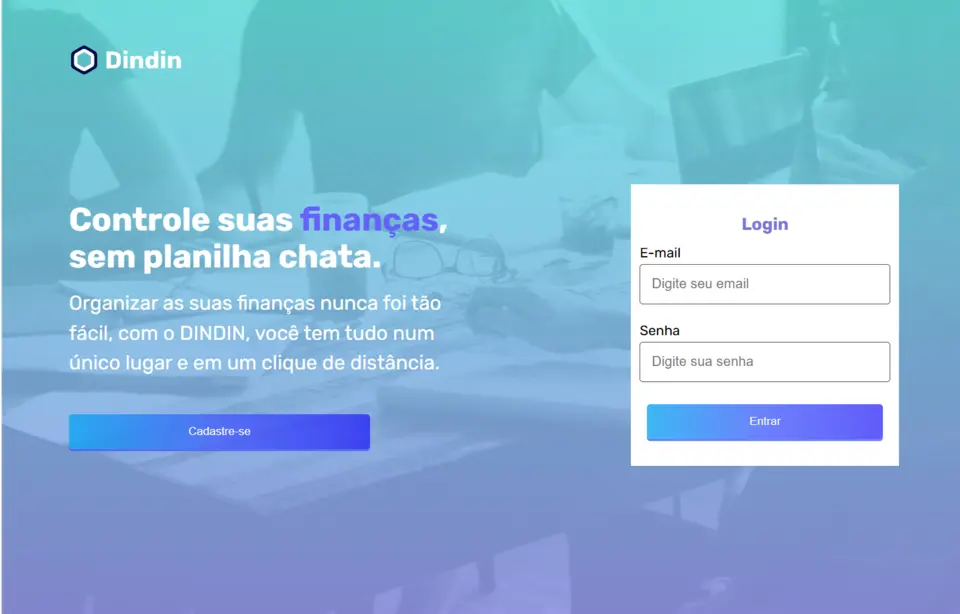 Dindin
Controle suas finanças,
sem planilha chata.
Organizar as suas finanças nunca foi tão
fácil, com o DINDIN, você tem tudo num
único lugar e em um clique de distância.
Cadastre-se
Login
E-mail
Digite seu email
Senha
Digite sua senha
Entrar